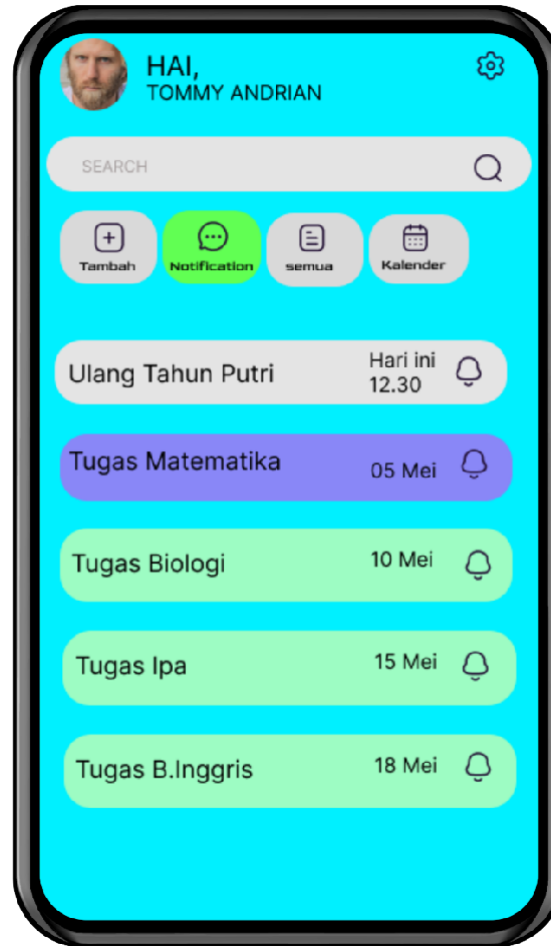 HAI,
TOMMY ANDRIAN
SEARCH
Tambah Notification semua Kalender
Ulang Tahun Putri Hari ini
12.30
Tugas Matematika 05 Mei
Tugas Biologi 10 Mei
Tugas Ipa 15 Mei
Tugas B.Inggris 18 Mei